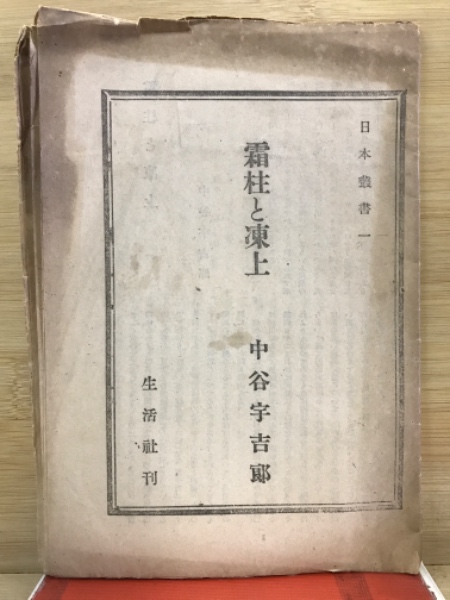 日本叢書一
霜柱と凍上
中谷宇吉郎
生活社刊